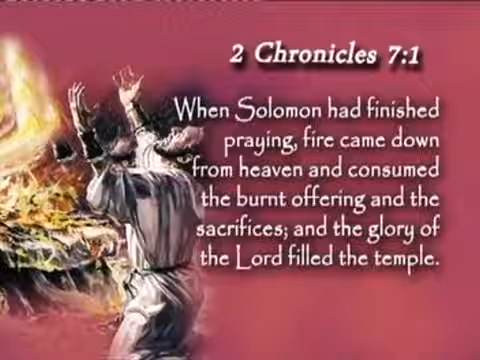 2 Chronicles 7:1
When Solomon had finished
praying, fire came down
from heaven and consumed
the burnt offering and the
sacrifices; and the glory of
the Lord filled the temple.